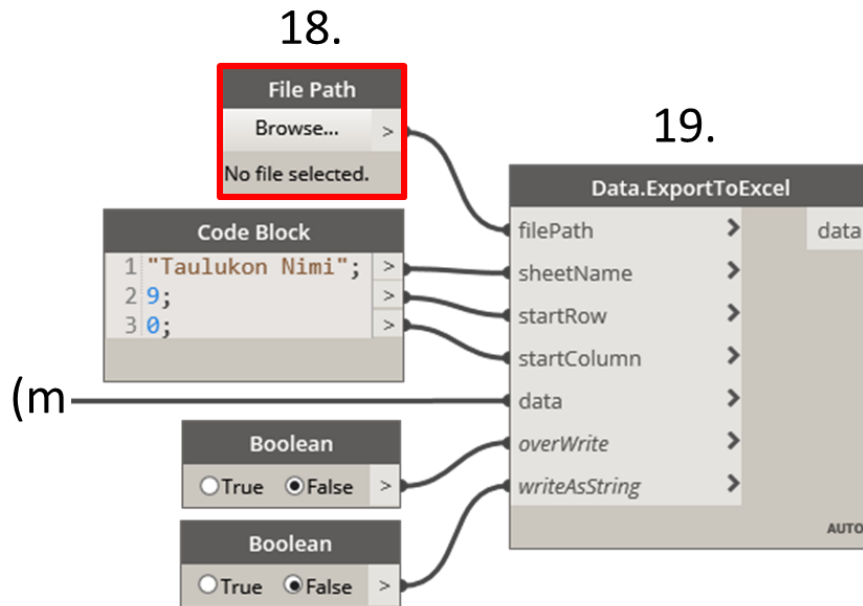 18.
File Path
Browse... >
No file selected.
19.
Data.ExportToExcel
filePath > data
sheetName >
startRow >
startColumn >
data >
overWrite >
writeAsString >
AUTO
Code Block
1 "Taulukon Nimi"; >
2 9; >
3 0; >
(m
Boolean
True False >
Boolean
True False >